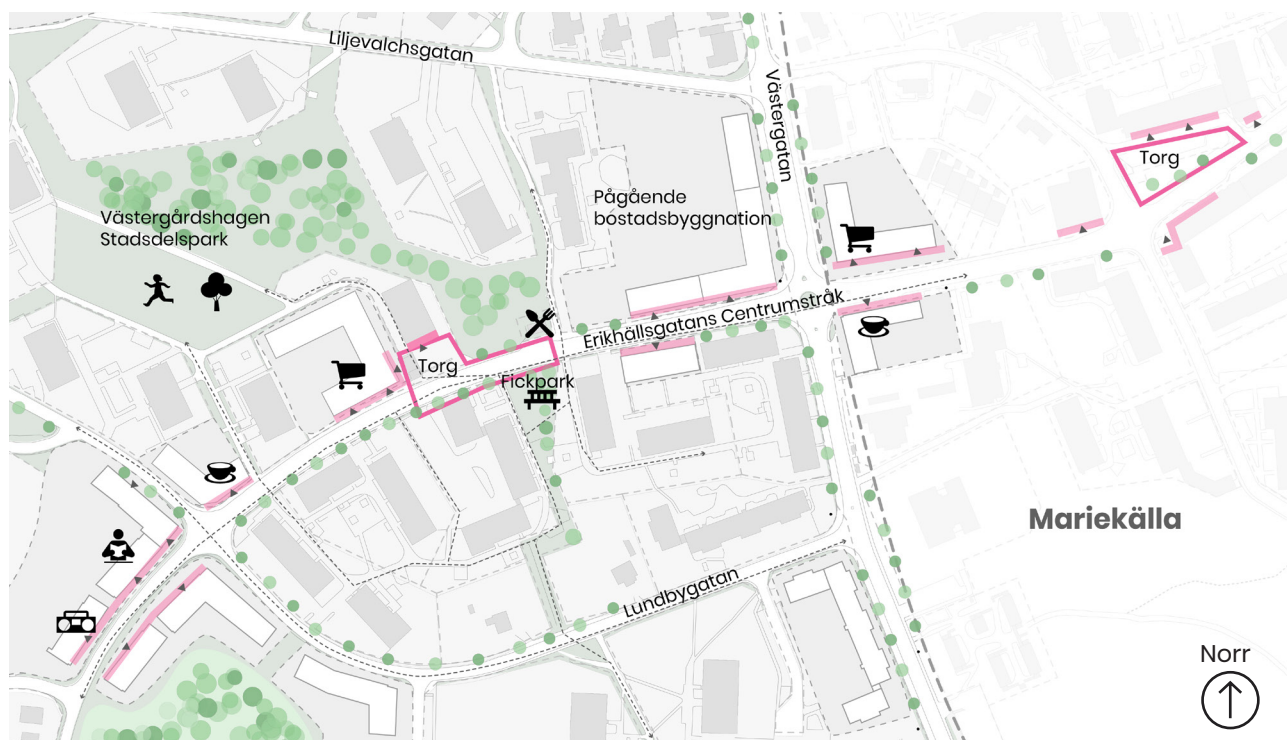 Liljevalchsgatan
Västergatan
Torg
Pågående
bostadsbyggnation
Västergårdshagen
Stadsdelspark
Erikhällsgatans Centrumstråk
Torg
Fickpark
Mariekälla
Lundbygatan
Norr